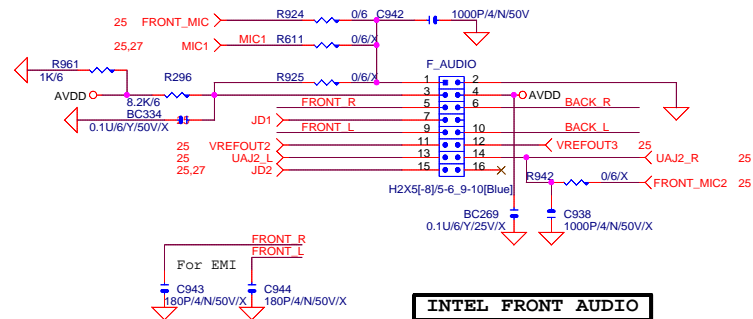 25 FRONT_MIC R924 0/6 C942 1000P/4/N/50V
25,27 MIC1 MIC1 R611 0/6/X
R961
1K/6
R296
R925 0/6/X F_AUDIO
AVDD 8.2K/6
1 2
3 4 AVDD
BC334
0.1U/6/Y/50V/X
25
FRONT_R 5 6 BACK_R
JD1 7
FRONT_L 9 10 BACK_L
25 VREFOUT2 11 12 VREFOUT3 25
25 UAJ2_L 13 14 UAJ2_R 25
25,27 JD2 15 16
R942 0/6/X FRONT_MIC2 25
H2X5[-8]/5-6_9-10[Blue]
BC269
0.1U/6/Y/25V/X
C938
1000P/4/N/50V/X
FRONT_R
FRONT_L
For EMI
C943
180P/4/N/50V/X
C944
180P/4/N/50V/X
INTEL FRONT AUDIO